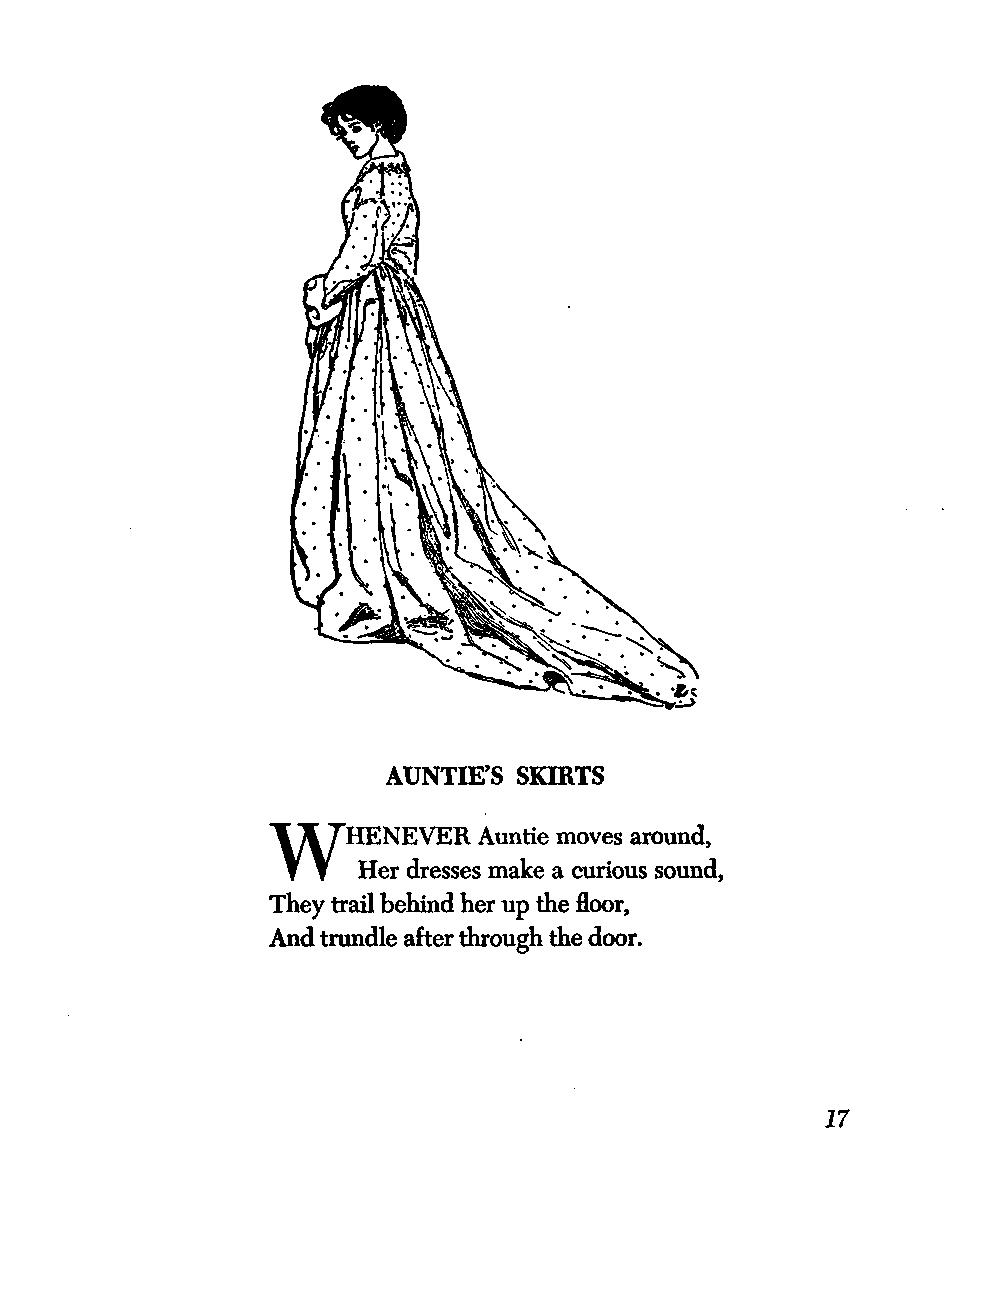 AUNTIE'S SKIRTS
WHENEVER Auntie moves around,
Her dresses make a curious sound,
They trail behind her up the floor,
And trundle after through the door.
17